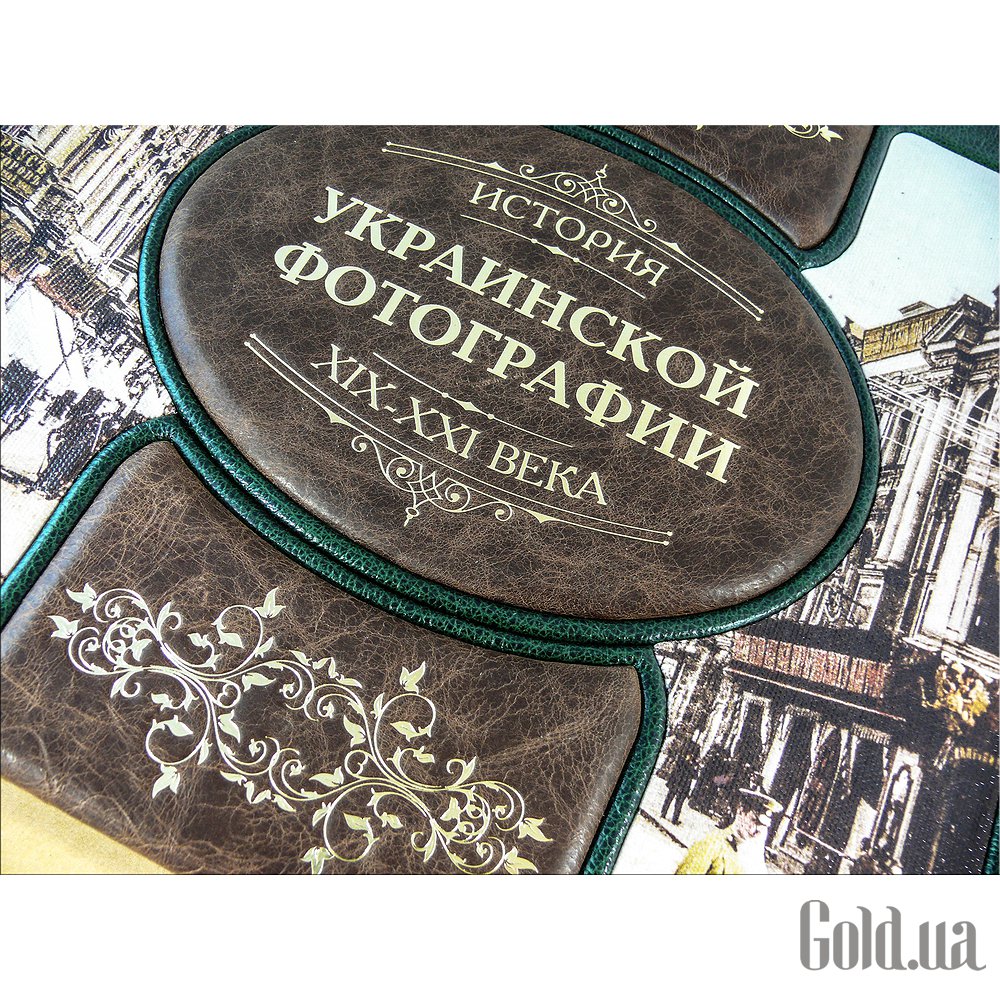 ИСТОРИЯ
УКРАИНСКОЙ
ФОТОГРАФИИ
XIX-XXI ВЕКА
Gold.ua